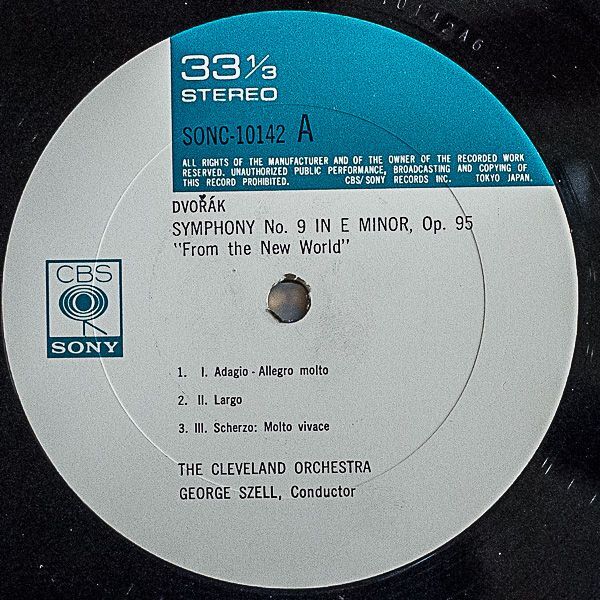 33 1/3
STEREO
SONC-10142 A
ALL RIGHTS OF THE MANUFACTURER AND OF THE OWNER OF THE RECORDED WORK
RESERVED. UNAUTHORIZED PUBLIC PERFORMANCE, BROADCASTING AND COPYING OF
THIS RECORD PROHIBITED. CBS/SONY RECORDS INC. TOKYO JAPAN.
DVOŘÁK
SYMPHONY No. 9 IN E MINOR, Op. 95
"From the New World"
CBS
SONY
1. I. Adagio - Allegro molto
2. II. Largo
3. III. Scherzo: Molto vivace
THE CLEVELAND ORCHESTRA
GEORGE SZELL, Conductor